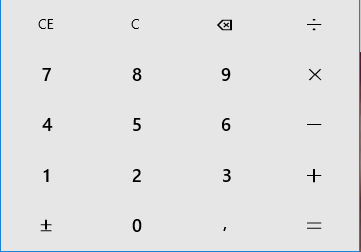 CE C ⌫ ÷
7 8 9 ×
4 5 6 −
1 2 3 +
± 0 , =